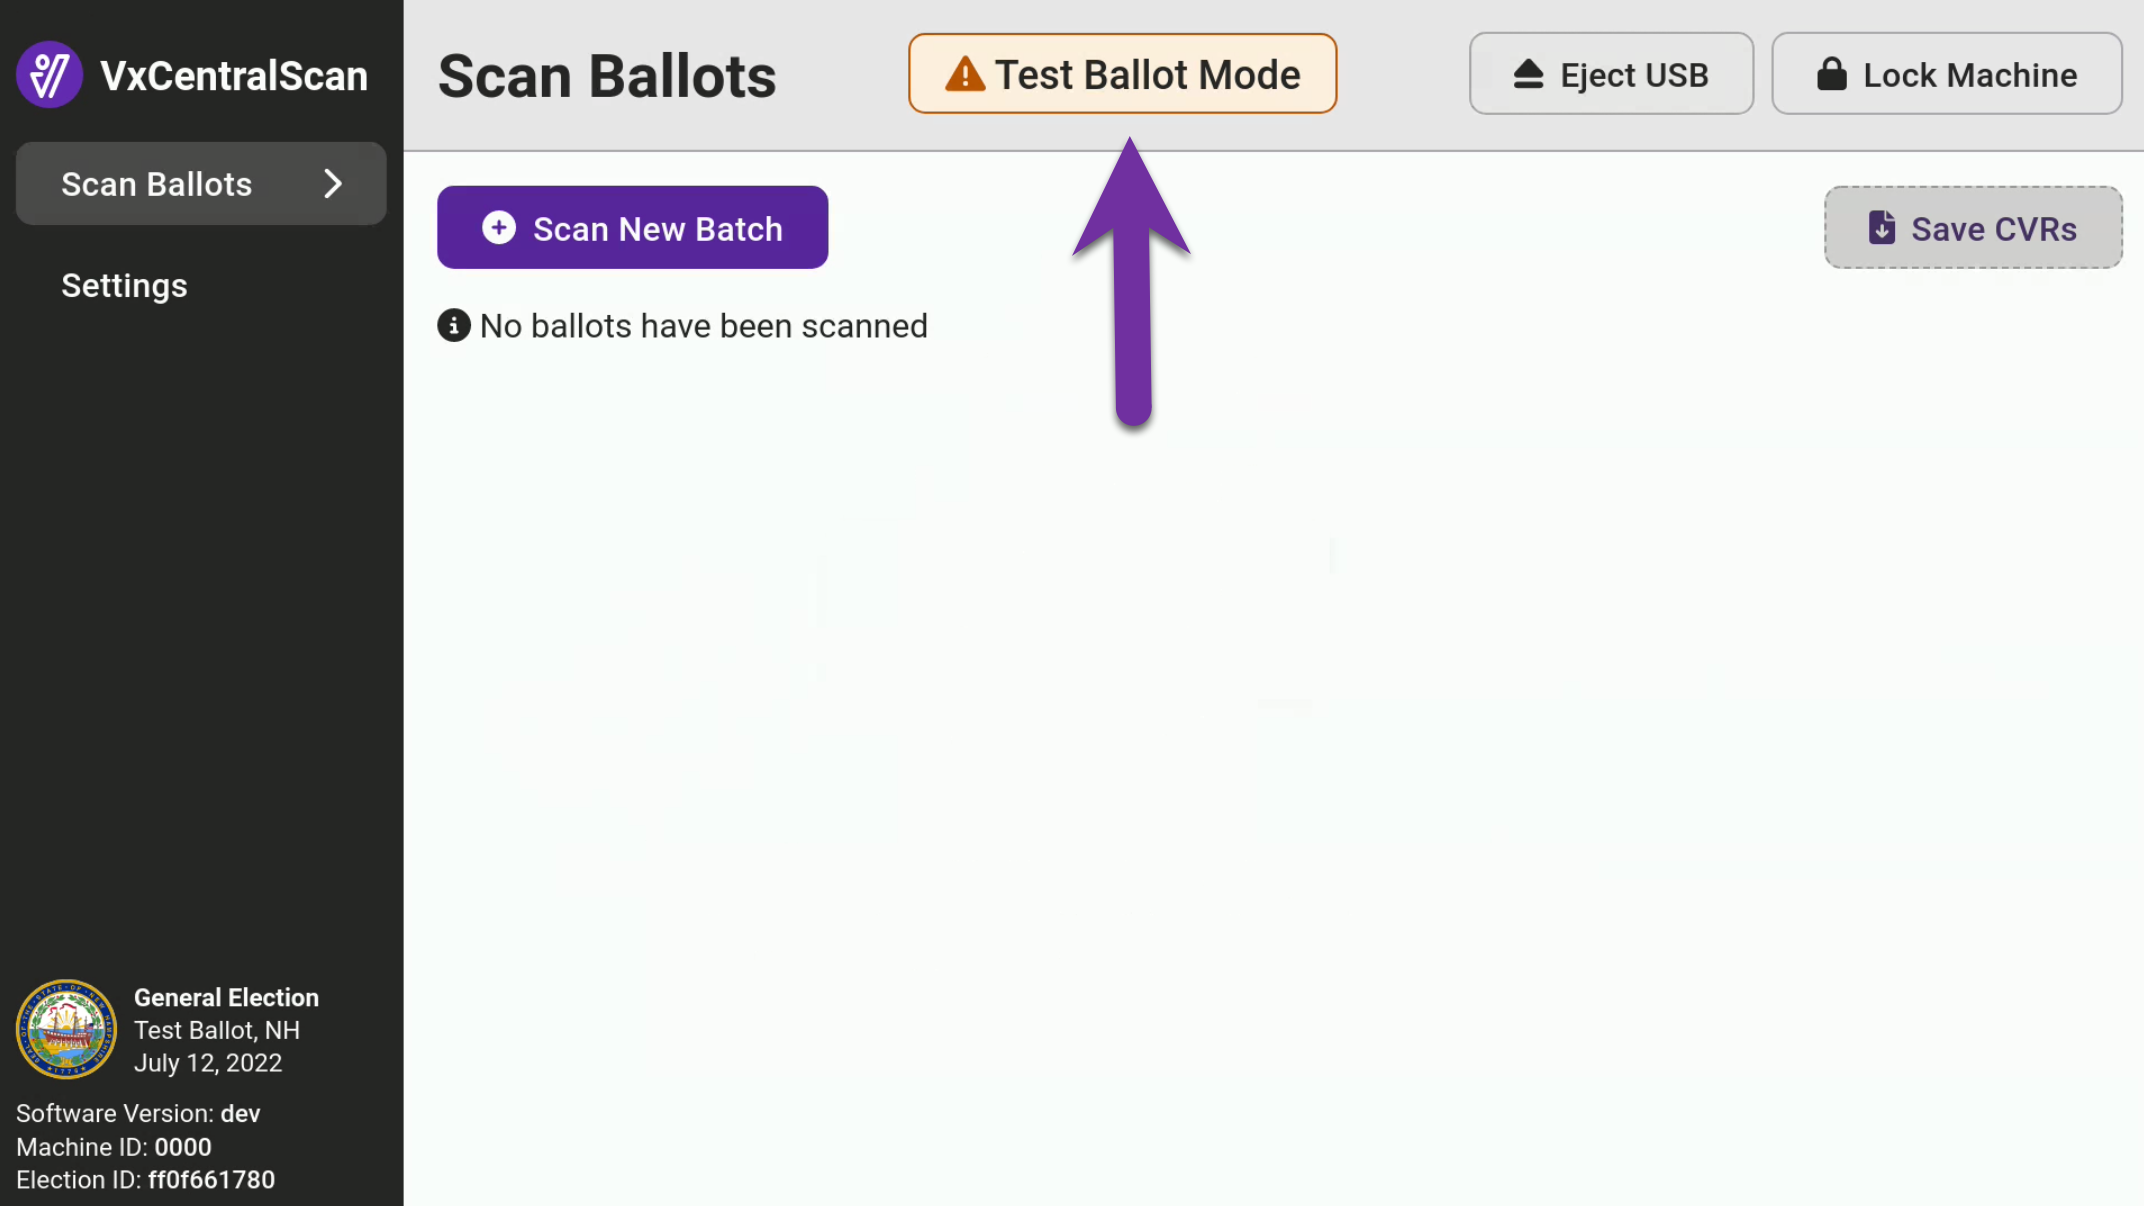 VxCentralScan
Scan Ballots
Settings
General Election
Test Ballot, NH
July 12, 2022
Software Version: dev
Machine ID: 0000
Election ID: ff0f661780
Scan Ballots
Test Ballot Mode
Eject USB
Lock Machine
Scan New Batch
Save CVRs
No ballots have been scanned